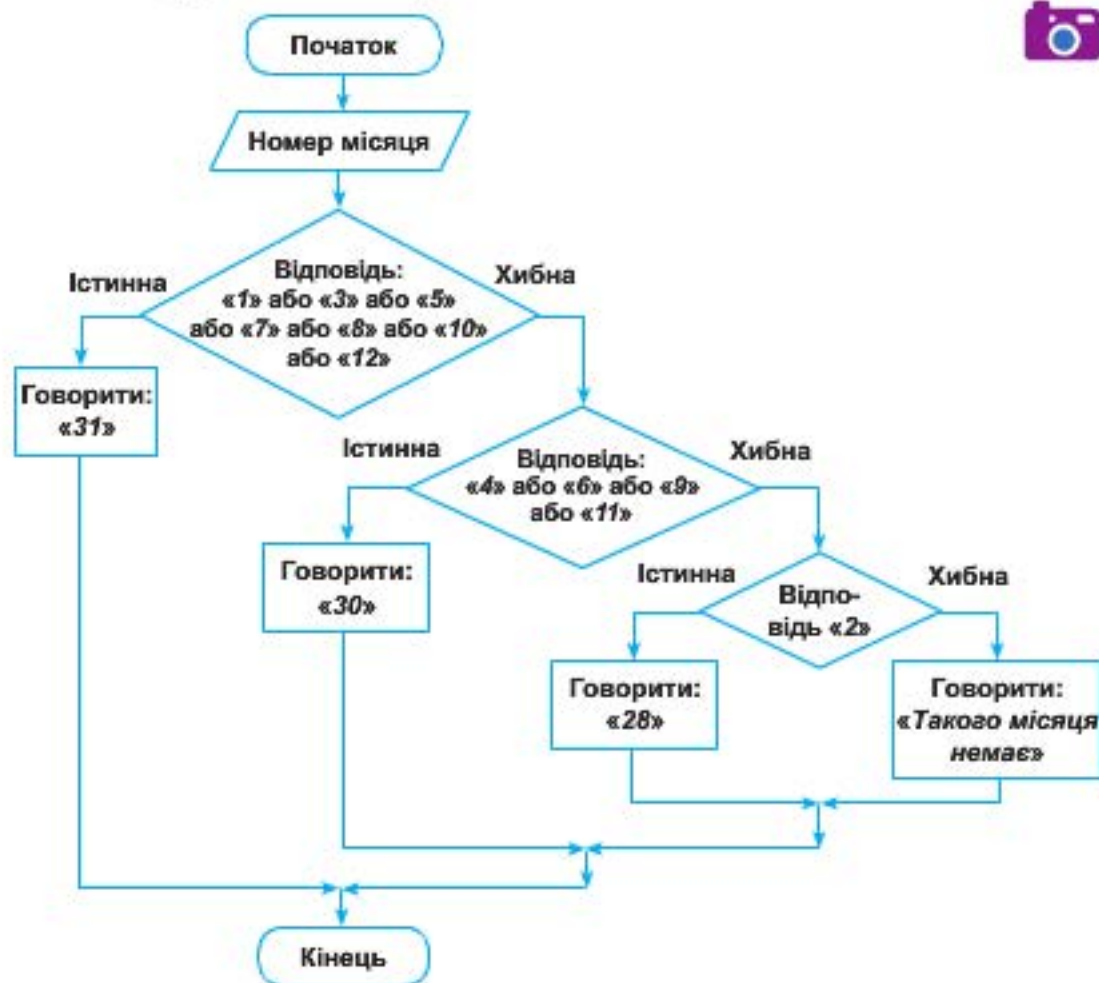 Початок
Номер місяця
Істинна
Відповідь:
«1» або «3» або «5»
або «7» або «8» або «10»
або «12»
Хибна
Говорити:
«31»
Істинна
Відповідь:
«4» або «6» або «9»
або «11»
Хибна
Говорити:
«30»
Істинна
Відпо-
відь «2»
Хибна
Говорити:
«28»
Говорити:
«Такого місяця
немає»
Кінець